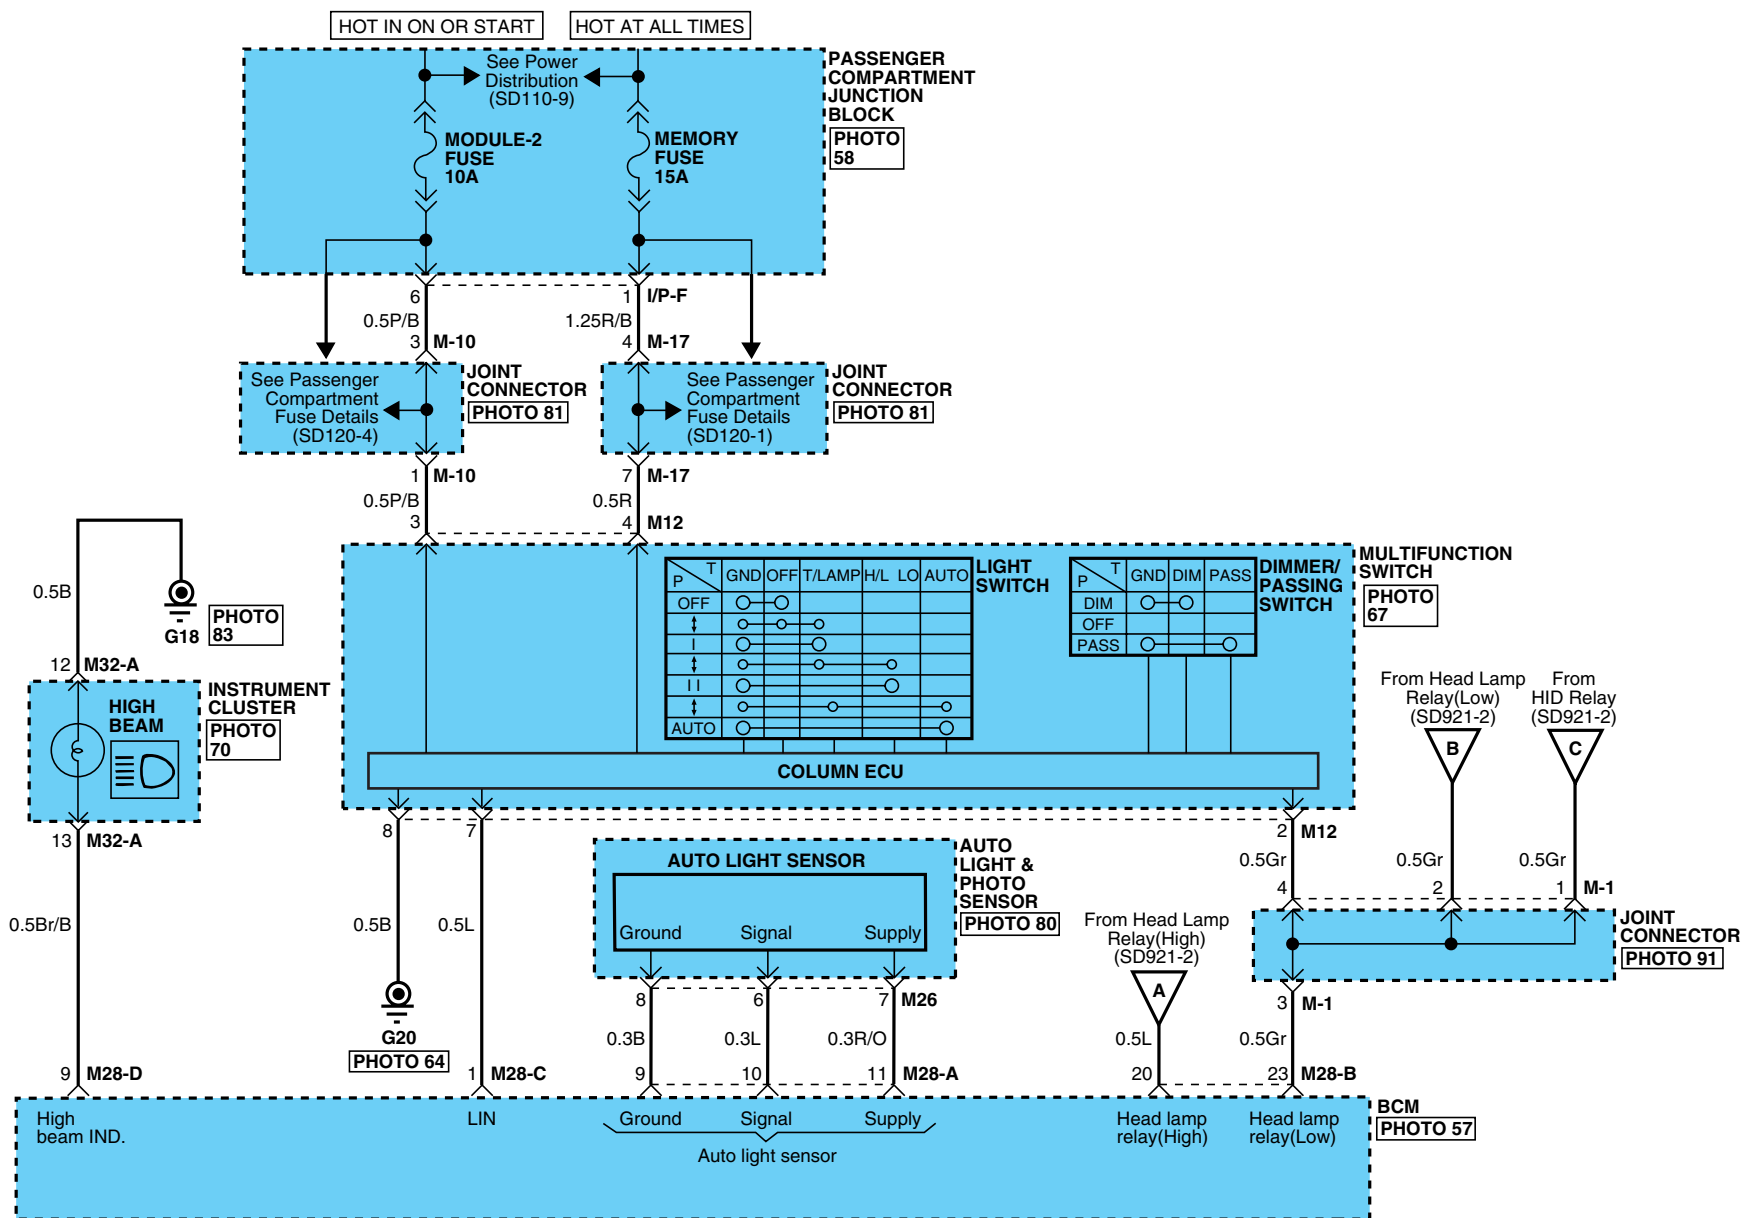 HOT IN ON OR START
HOT AT ALL TIMES
See Power
Distribution
(SD110-9)
PASSENGER
COMPARTMENT
JUNCTION
BLOCK
PHOTO
58
MODULE-2
FUSE
10A
MEMORY
FUSE
15A
6
1
I/P-F
0.5P/B
1.25R/B
3
M-10
4
M-17
See Passenger
Compartment
Fuse Details
(SD120-4)
JOINT
CONNECTOR
PHOTO 81
See Passenger
Compartment
Fuse Details
(SD120-1)
JOINT
CONNECTOR
PHOTO 81
1
M-10
7
M-17
0.5P/B
0.5R
3
4
M12
MULTIFUNCTION
SWITCH
PHOTO
67
P T GND OFF T/LAMP H/L LO AUTO
OFF
I
II
AUTO
LIGHT
SWITCH
P T GND DIM PASS
DIM
OFF
PASS
DIMMER/
PASSING
SWITCH
COLUMN ECU
0.5B
G18
PHOTO
83
12
M32-A
HIGH
BEAM
INSTRUMENT
CLUSTER
PHOTO
70
13
M32-A
0.5Br/B
9
M28-D
From Head Lamp
Relay(Low)
(SD921-2)
B
From
HID Relay
(SD921-2)
C
8
7
2
M12
0.5B
0.5L
G20
PHOTO 64
1
M28-C
AUTO LIGHT SENSOR
Ground
Signal
Supply
AUTO
LIGHT &
PHOTO
SENSOR
PHOTO 80
8
6
7
M26
0.3B
0.3L
0.3R/O
9
10
11
M28-A
From Head Lamp
Relay(High)
(SD921-2)
A
0.5L
20
0.5Gr
0.5Gr
0.5Gr
4
2
1
M-1
JOINT
CONNECTOR
PHOTO 91
3
M-1
0.5Gr
23
M28-B
BCM
PHOTO 57
High
beam IND.
LIN
Ground
Signal
Supply
Auto light sensor
Head lamp
relay(High)
Head lamp
relay(Low)